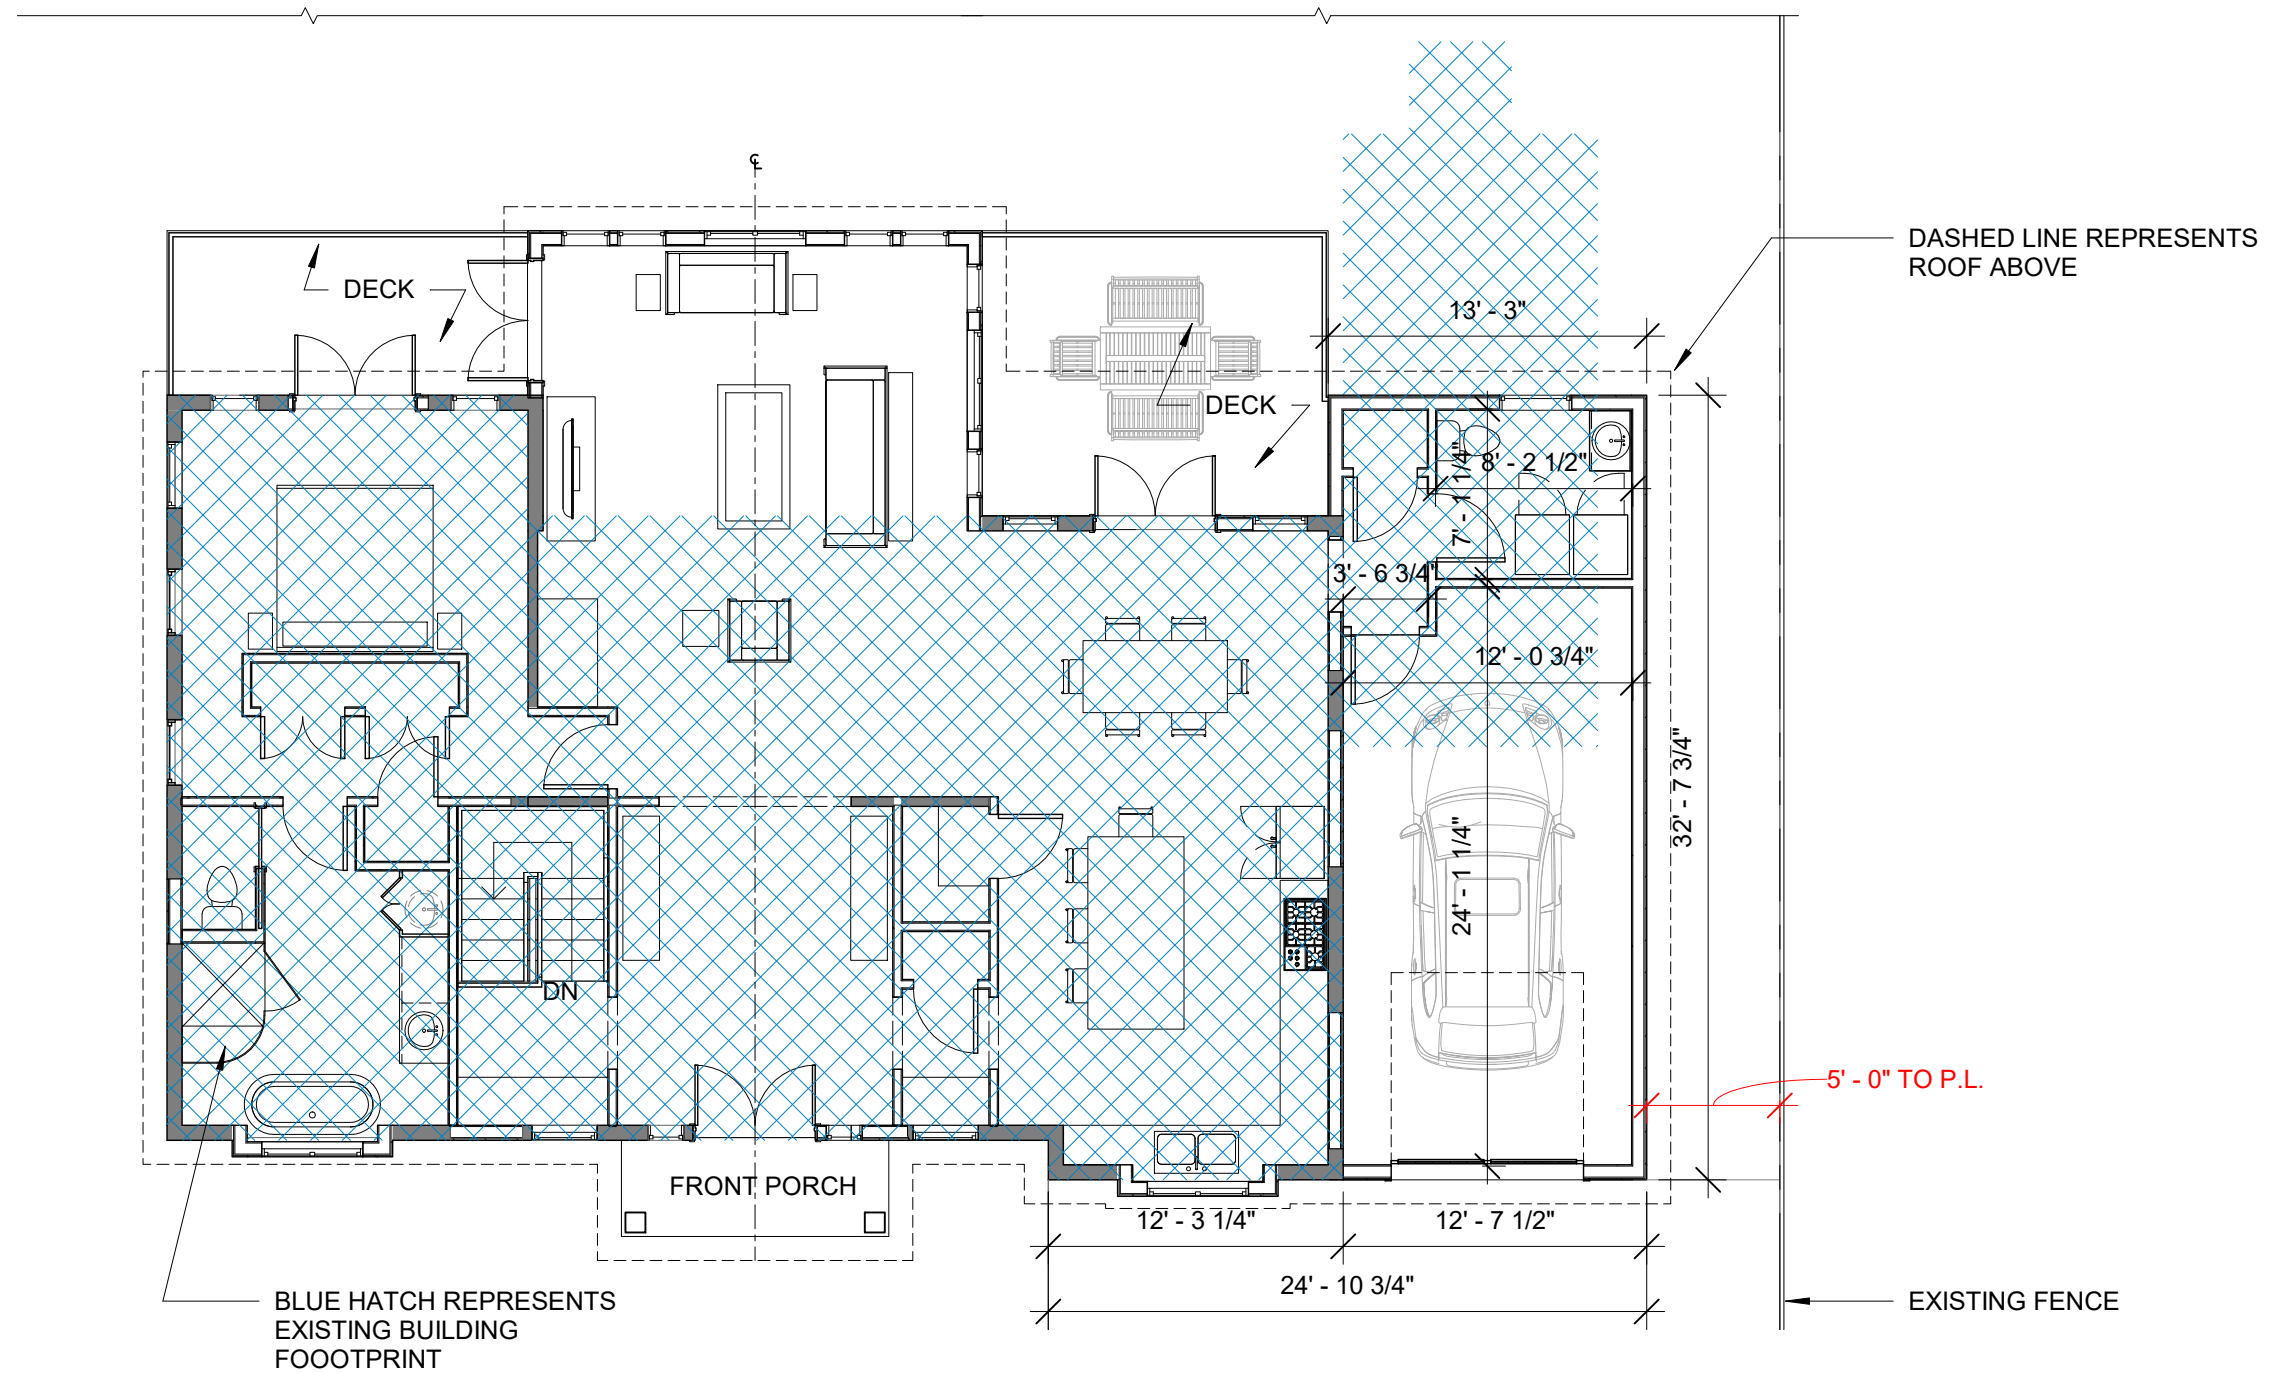 ℄
DASHED LINE REPRESENTS
ROOF ABOVE
DECK
13' - 3"
DECK
7' - 1 1/4"
8' - 2 1/2"
3' - 6 3/4"
12' - 0 3/4"
32' - 7 3/4"
24' - 1 1/4"
DN
5' - 0" TO P.L.
FRONT PORCH
12' - 3 1/4"
12' - 7 1/2"
24' - 10 3/4"
BLUE HATCH REPRESENTS
EXISTING BUILDING
FOOOTPRINT
EXISTING FENCE